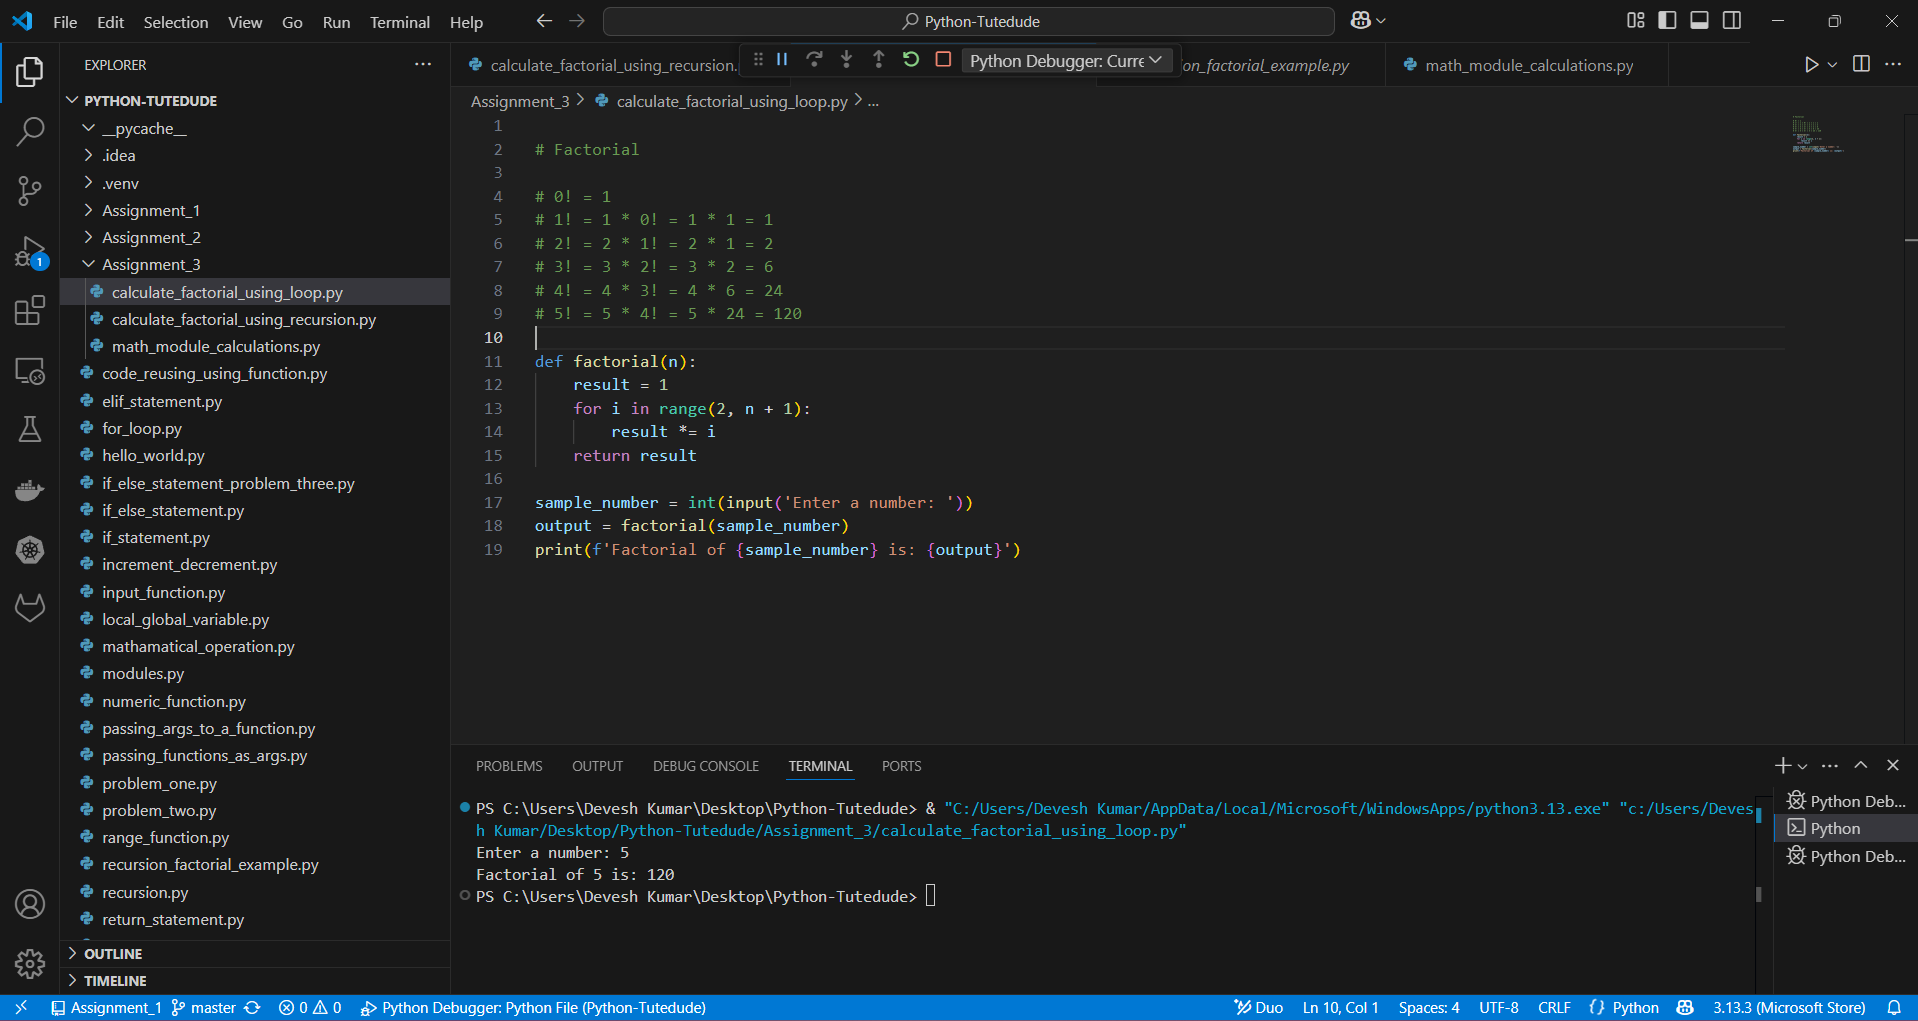 File Edit Selection View Go Run Terminal Help
Python-Tutedude
EXPLORER
PYTHON-TUTEDUDE
__pycache__
.idea
.venv
Assignment_1
Assignment_2
Assignment_3
calculate_factorial_using_loop.py
calculate_factorial_using_recursion.py
math_module_calculations.py
code_reusing_using_function.py
elif_statement.py
for_loop.py
hello_world.py
if_else_statement_problem_three.py
if_else_statement.py
if_statement.py
increment_decrement.py
input_function.py
local_global_variable.py
mathamatical_operation.py
modules.py
numeric_function.py
passing_args_to_a_function.py
passing_functions_as_args.py
problem_one.py
problem_two.py
range_function.py
recursion_factorial_example.py
recursion.py
return_statement.py
OUTLINE
TIMELINE
1
calculate_factorial_using_recursion.
Python Debugger: Curre
on_factorial_example.py
math_module_calculations.py
Assignment_3 > calculate_factorial_using_loop.py > ...
1
2 # Factorial
3
4 # 0! = 1
5 # 1! = 1 * 0! = 1 * 1 = 1
6 # 2! = 2 * 1! = 2 * 1 = 2
7 # 3! = 3 * 2! = 3 * 2 = 6
8 # 4! = 4 * 3! = 4 * 6 = 24
9 # 5! = 5 * 4! = 5 * 24 = 120
10
11 def factorial(n):
12     result = 1
13     for i in range(2, n + 1):
14         result *= i
15     return result
16
17 sample_number = int(input('Enter a number: '))
18 output = factorial(sample_number)
19 print(f'Factorial of {sample_number} is: {output}')
PROBLEMS OUTPUT DEBUG CONSOLE TERMINAL PORTS
PS C:\Users\Devesh Kumar\Desktop\Python-Tutedude> & "C:/Users/Devesh Kumar/AppData/Local/Microsoft/WindowsApps/python3.13.exe" "c:/Users/Deves
h Kumar/Desktop/Python-Tutedude/Assignment_3/calculate_factorial_using_loop.py"
Enter a number: 5
Factorial of 5 is: 120
PS C:\Users\Devesh Kumar\Desktop\Python-Tutedude>
Python Deb...
Python
Python Deb...
Assignment_1 master 0 0 Python Debugger: Python File (Python-Tutedude) Duo Ln 10, Col 1 Spaces: 4 UTF-8 CRLF {} Python 3.13.3 (Microsoft Store)